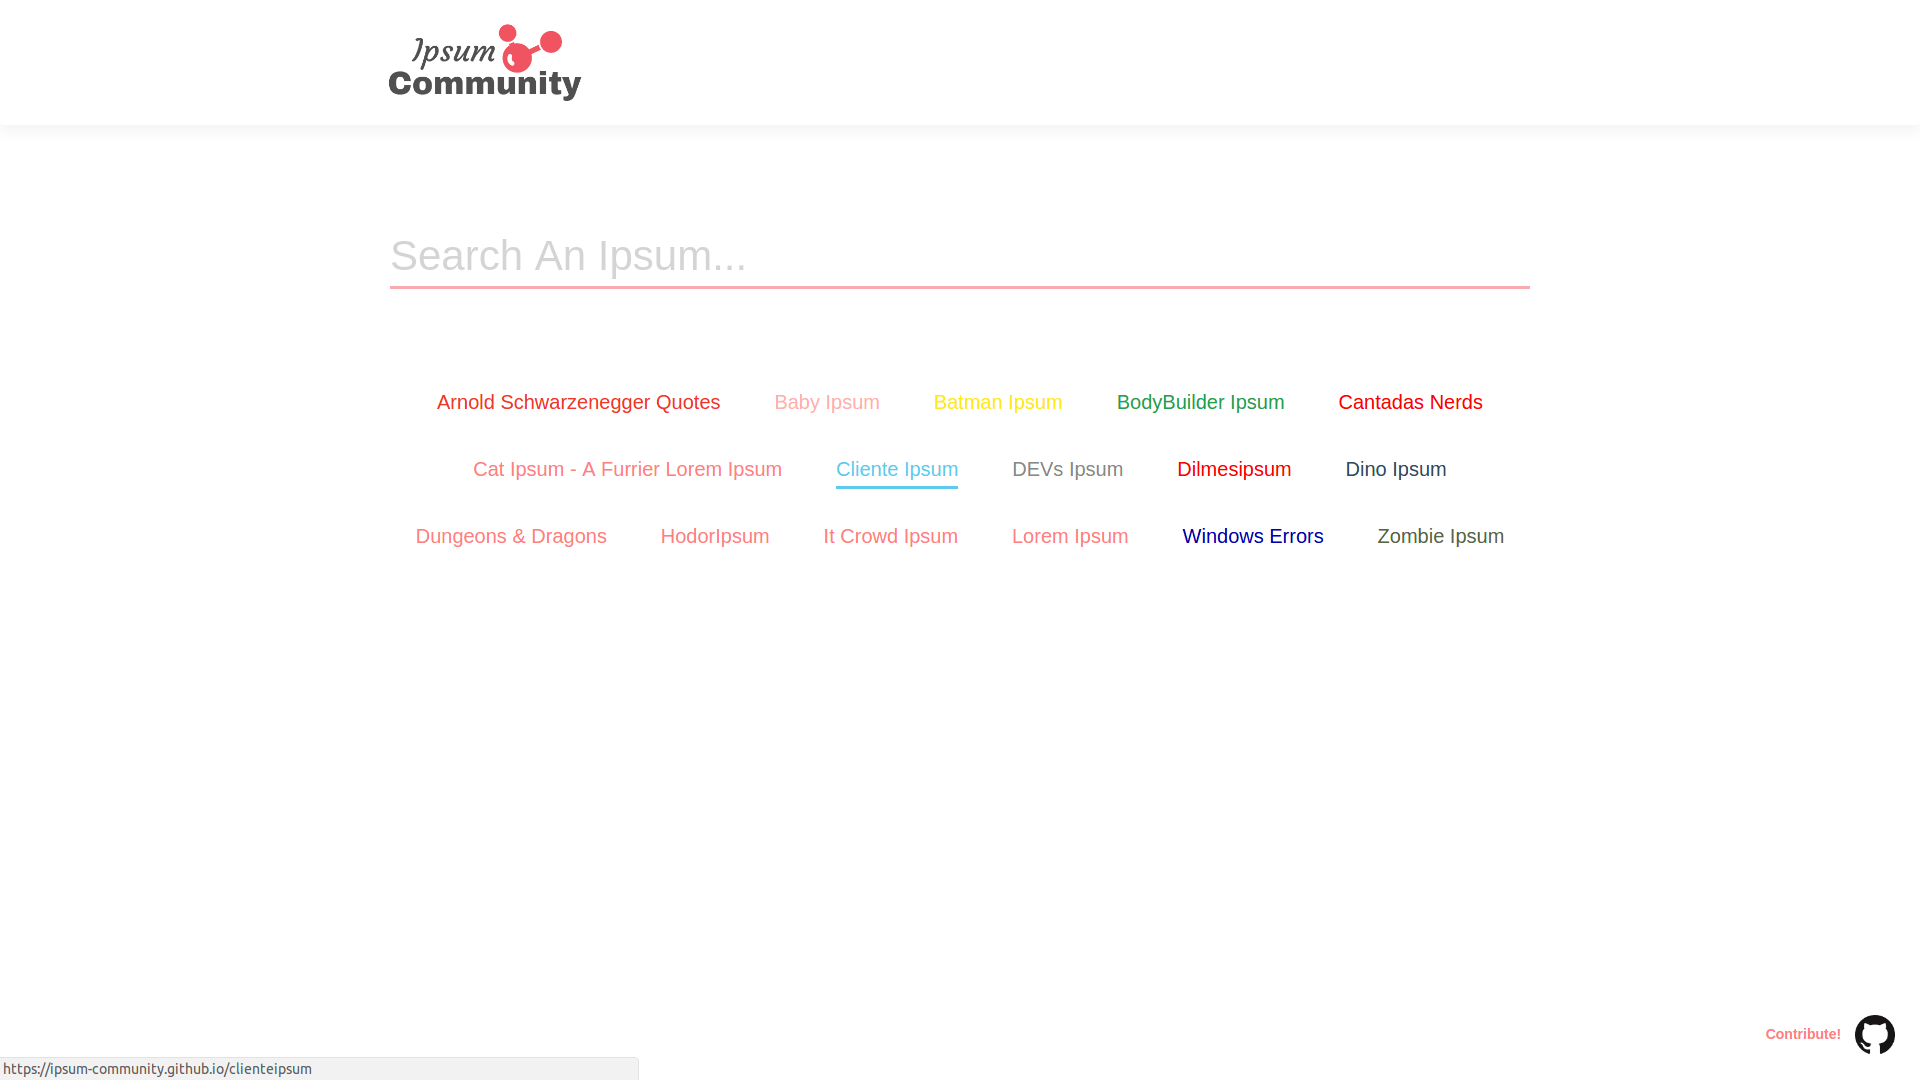 Ipsum
Community
Search An Ipsum...
Arnold Schwarzenegger Quotes Baby Ipsum Batman Ipsum BodyBuilder Ipsum Cantadas Nerds
Cat Ipsum - A Furrier Lorem Ipsum Cliente Ipsum DEVs Ipsum Dilmesipsum Dino Ipsum
Dungeons & Dragons HodorIpsum It Crowd Ipsum Lorem Ipsum Windows Errors Zombie Ipsum
Contribute!
https://ipsum-community.github.io/clienteipsum